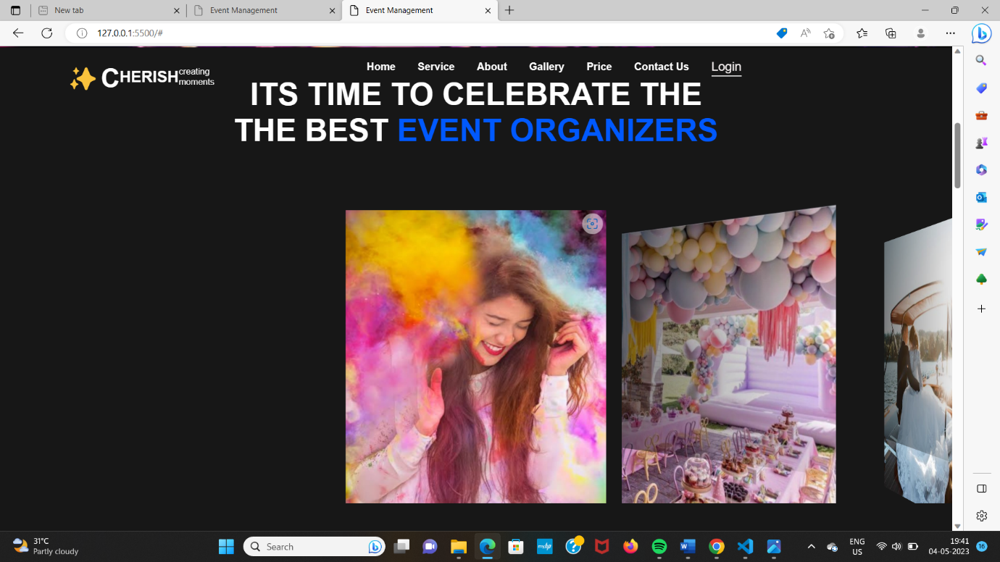 New tab
Event Management
Event Management
127.0.0.1:5500/#
CHERISH creating moments
Home Service About Gallery Price Contact Us Login
ITS TIME TO CELEBRATE THE
THE BEST EVENT ORGANIZERS
31°C
Partly cloudy
Search
myhp
ENG
US
19:41
04-05-2023
16